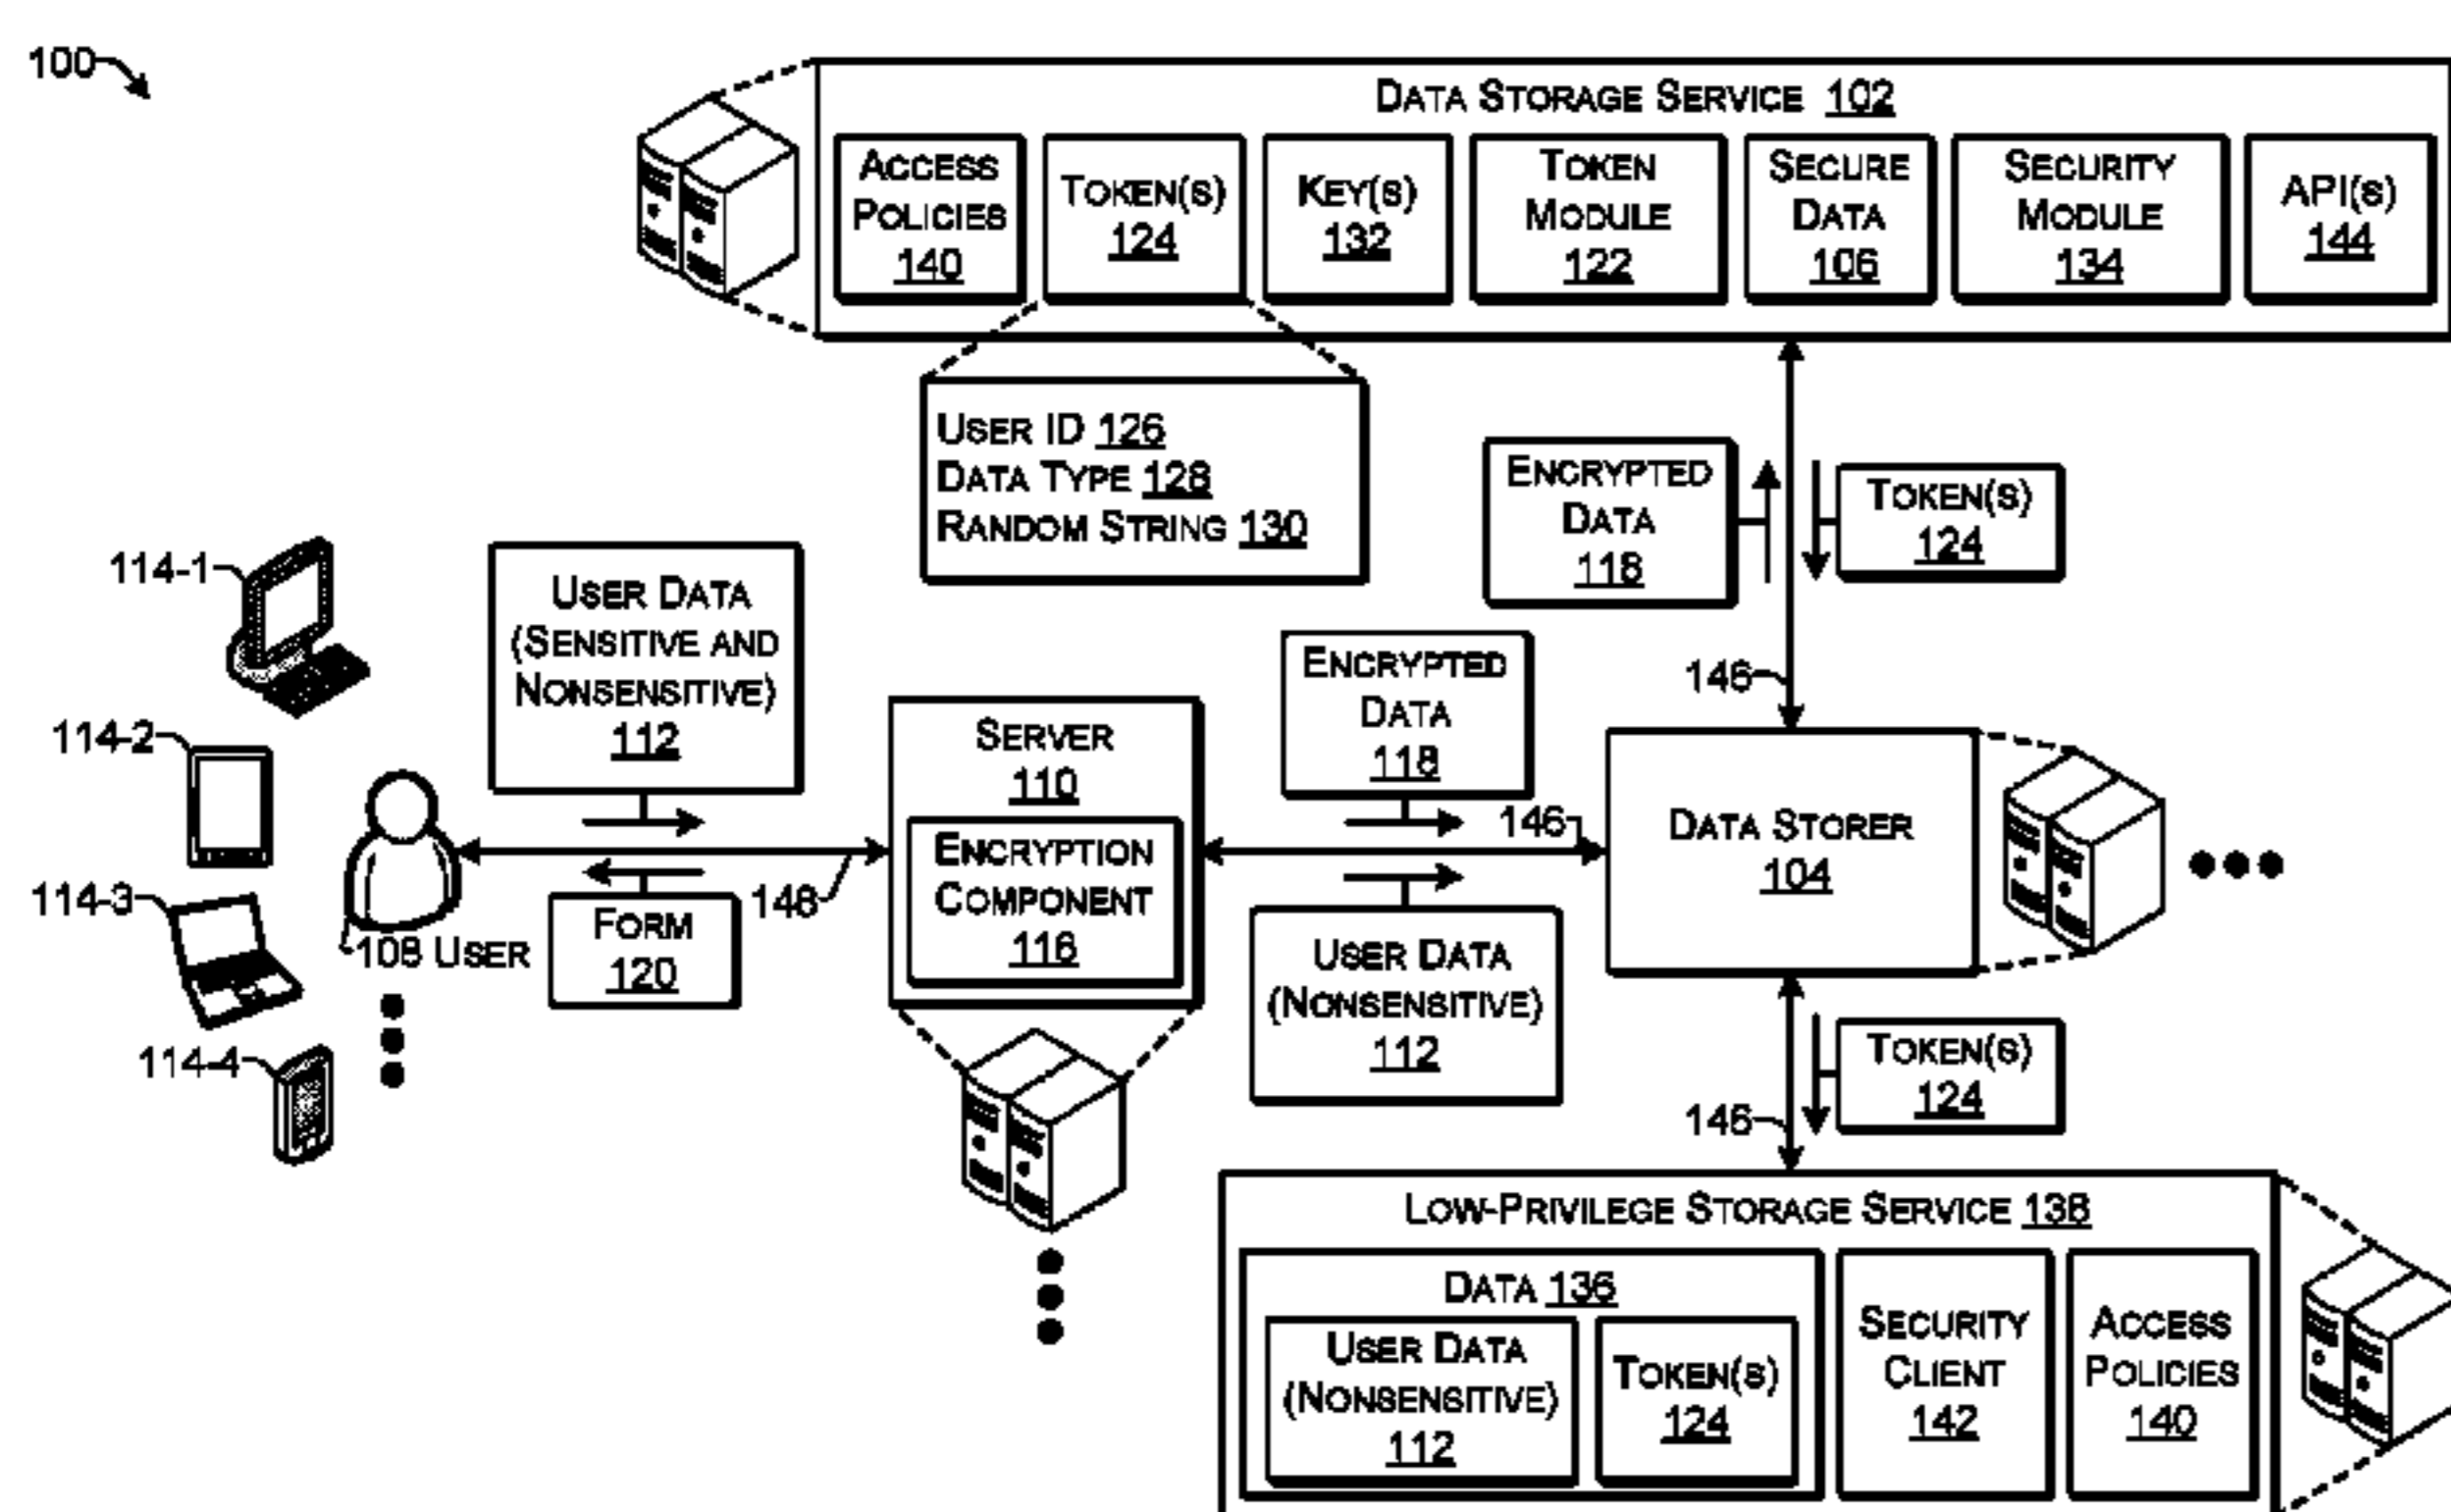 100
DATA STORAGE SERVICE 102
ACCESS
POLICIES
140
TOKEN(S)
124
KEY(S)
132
TOKEN
MODULE
122
SECURE
DATA
106
SECURITY
MODULE
134
API(S)
144
USER ID 126
DATA TYPE 128
RANDOM STRING 130
ENCRYPTED
DATA
118
TOKEN(S)
124
146
114-1
114-2
114-3
114-4
108 USER
USER DATA
(SENSITIVE AND
NONSENSITIVE)
112
FORM
120
148
SERVER
110
ENCRYPTION
COMPONENT
116
ENCRYPTED
DATA
118
146
USER DATA
(NONSENSITIVE)
112
DATA STORER
104
TOKEN(S)
124
146
LOW-PRIVILEGE STORAGE SERVICE 138
DATA 136
USER DATA
(NONSENSITIVE)
112
TOKEN(S)
124
SECURITY
CLIENT
142
ACCESS
POLICIES
140